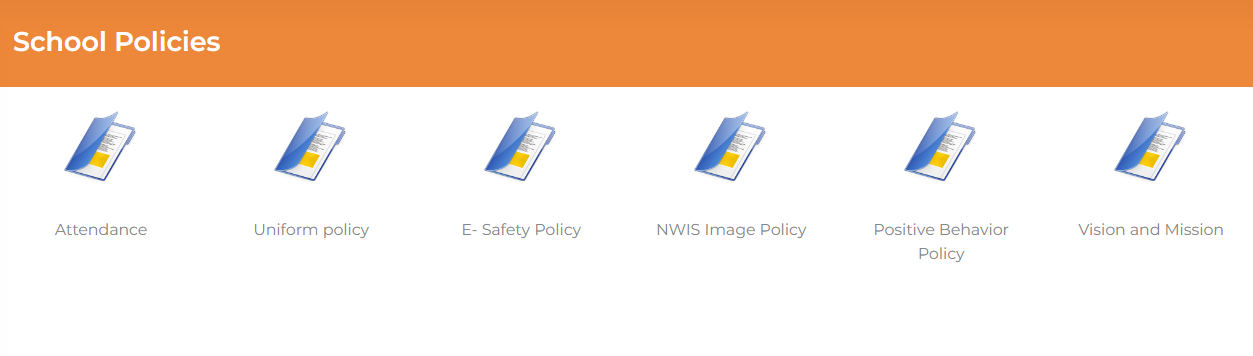 School Policies
Attendance
Uniform policy
E- Safety Policy
NWIS Image Policy
Positive Behavior
Policy
Vision and Mission